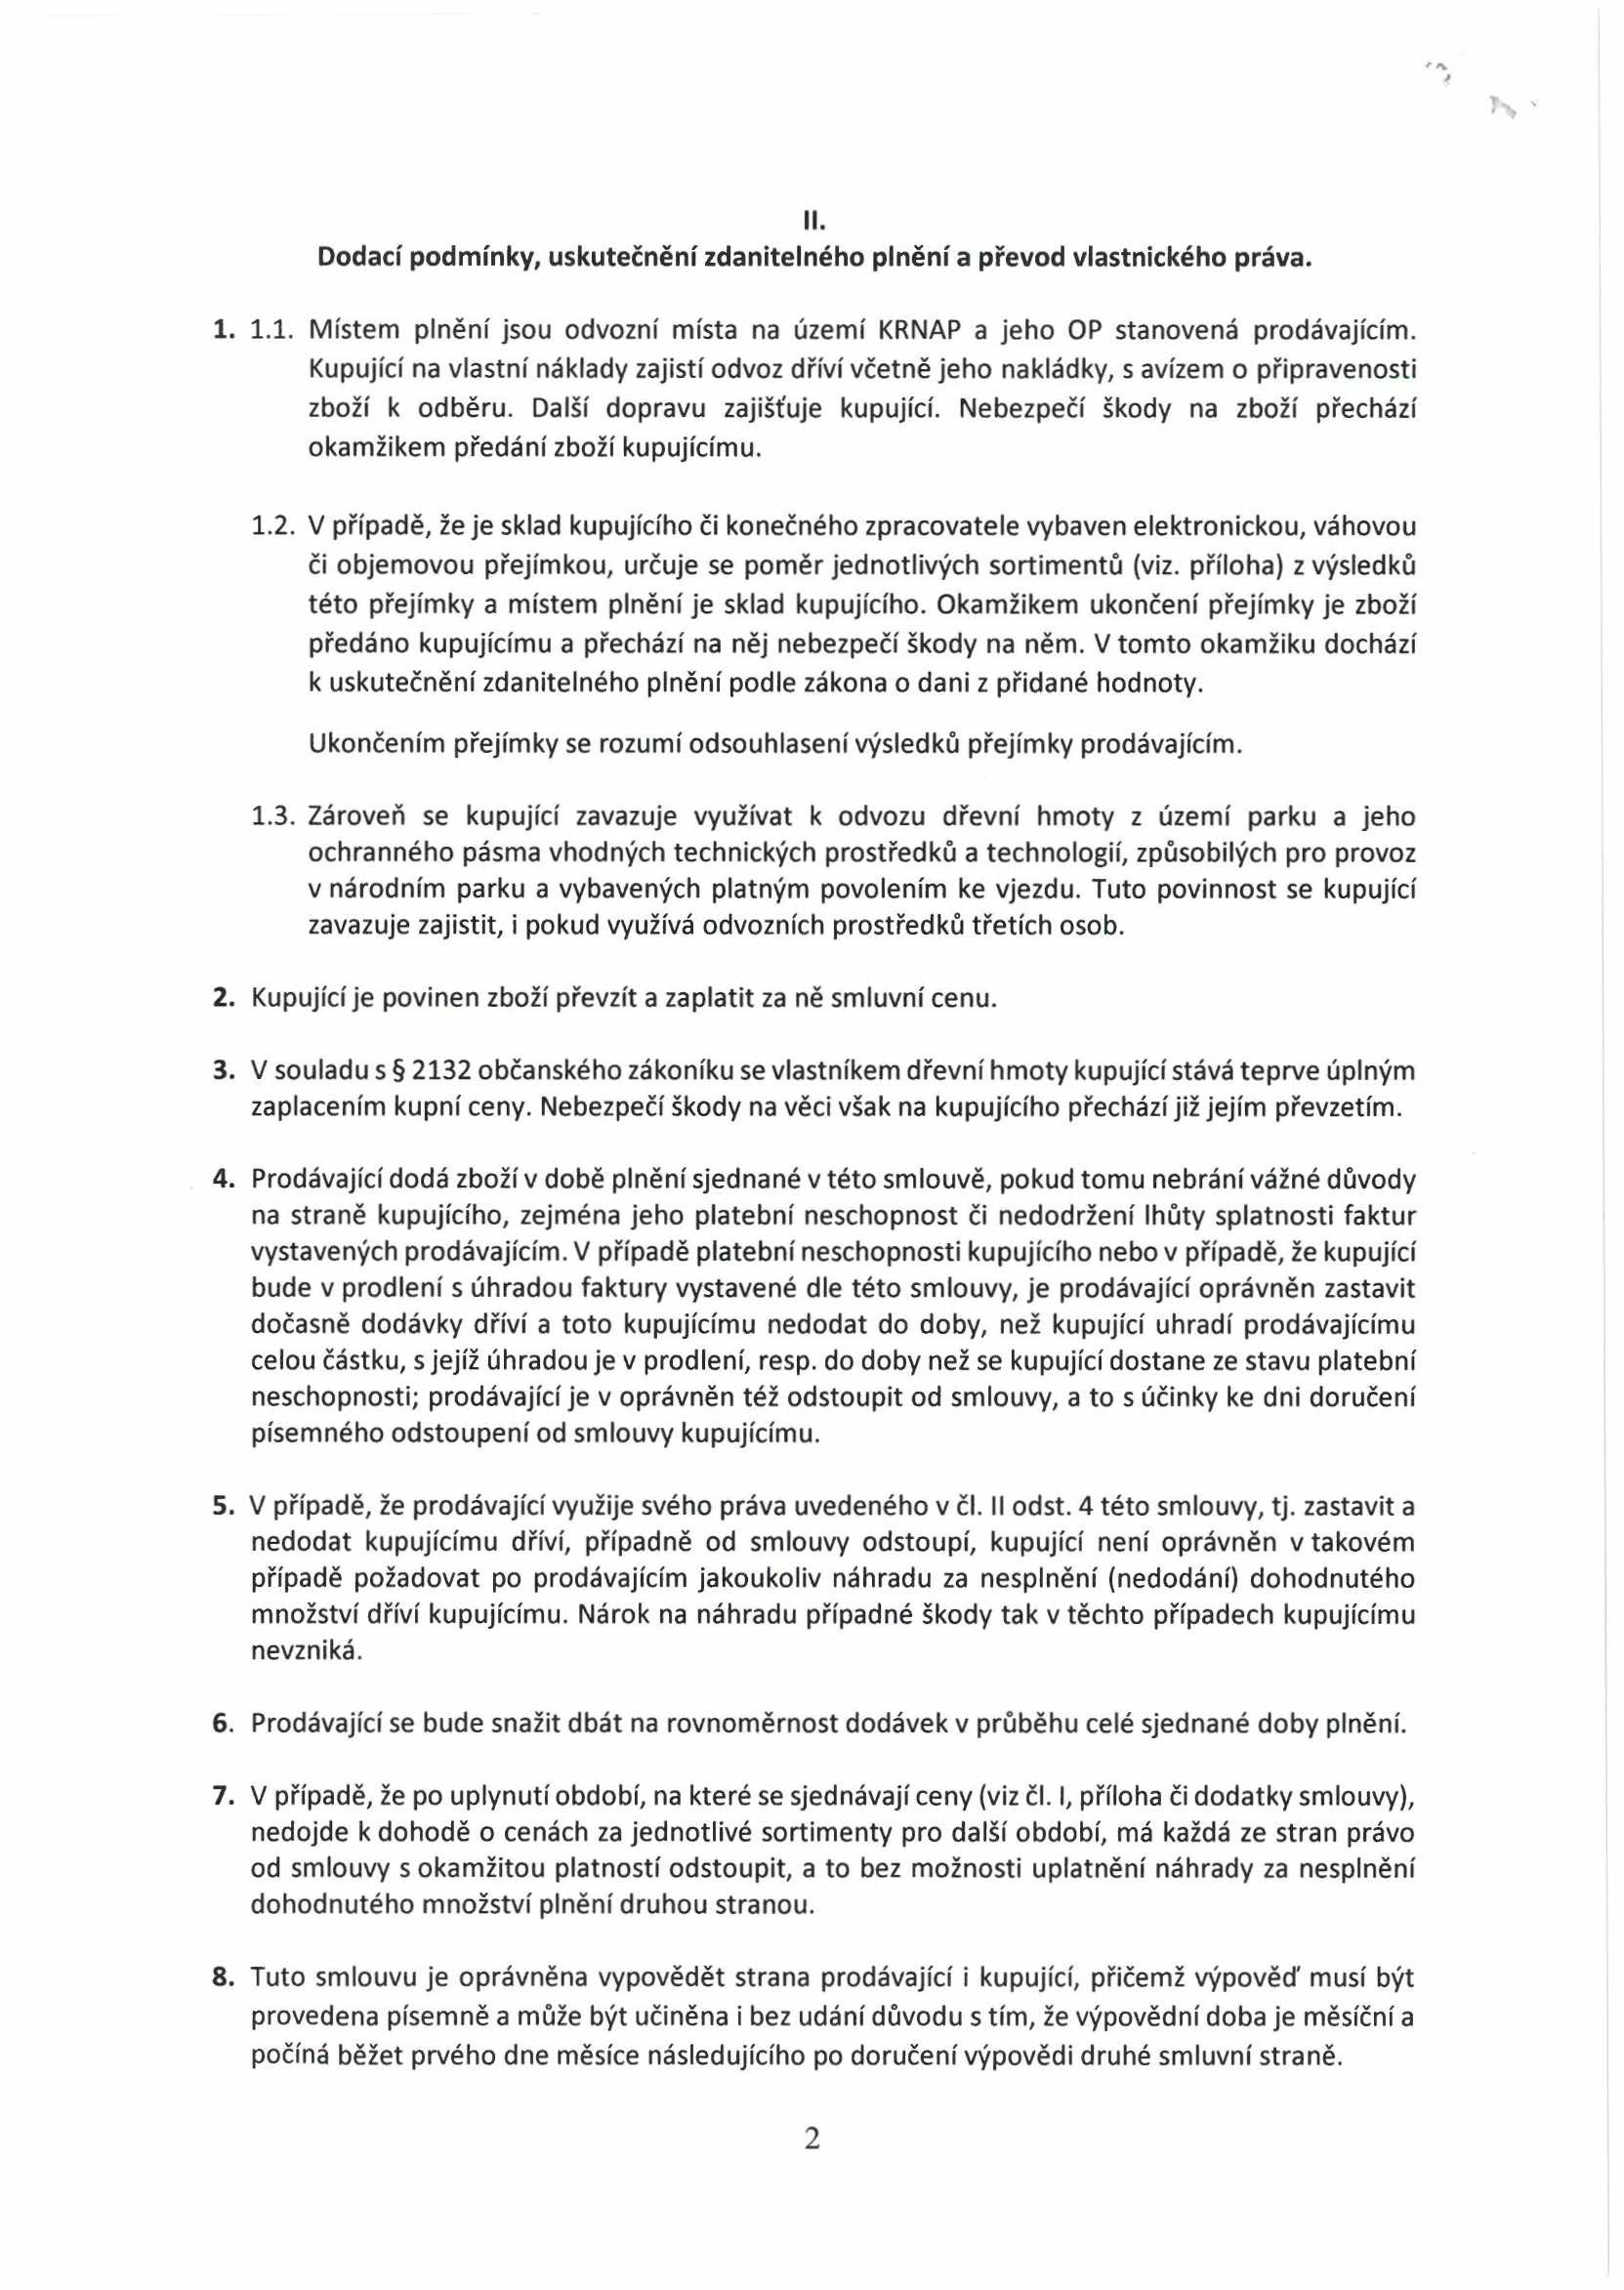 II.
Dodací podmínky, uskutečnění zdanitelného plnění a převod vlastnického práva.
1. 1.1. Místem plnění jsou odvozní místa na území KRNAP a jeho OP stanovená prodávajícím.
Kupující na vlastní náklady zajistí odvoz dříví včetně jeho nakládky, s avízem o připravenosti
zboží k odběru. Další dopravu zajišťuje kupující. Nebezpečí škody na zboží přechází
okamžikem předání zboží kupujícímu.
1.2. V případě, že je sklad kupujícího či konečného zpracovatele vybaven elektronickou, váhovou
či objemovou přejímkou, určuje se poměr jednotlivých sortimentů (viz. příloha) z výsledků
této přejímky a místem plnění je sklad kupujícího. Okamžikem ukončení přejímky je zboží
předáno kupujícímu a přechází na něj nebezpečí škody na něm. V tomto okamžiku dochází
k uskutečnění zdanitelného plnění podle zákona o dani z přidané hodnoty.
Ukončením přejímky se rozumí odsouhlasení výsledků přejímky prodávajícím.
1.3. Zároveň se kupující zavazuje využívat k odvozu dřevní hmoty z území parku a jeho
ochranného pásma vhodných technických prostředků a technologií, způsobilých pro provoz
v národním parku a vybavených platným povolením ke vjezdu. Tuto povinnost se kupující
zavazuje zajistit, i pokud využívá odvozních prostředků třetích osob.
2. Kupující je povinen zboží převzít a zaplatit za ně smluvní cenu.
3. V souladu s § 2132 občanského zákoníku se vlastníkem dřevní hmoty kupující stává teprve úplným
zaplacením kupní ceny. Nebezpečí škody na věci však na kupujícího přechází již jejím převzetím.
4. Prodávající dodá zboží v době plnění sjednané v této smlouvě, pokud tomu nebrání vážné důvody
na straně kupujícího, zejména jeho platební neschopnost či nedodržení lhůty splatnosti faktur
vystavených prodávajícím. V případě platební neschopnosti kupujícího nebo v případě, že kupující
bude v prodlení s úhradou faktury vystavené dle této smlouvy, je prodávající oprávněn zastavit
dočasně dodávky dříví a toto kupujícímu nedodat do doby, než kupující uhradí prodávajícímu
celou částku, s jejíž úhradou je v prodlení, resp. do doby než se kupující dostane ze stavu platební
neschopnosti; prodávající je v oprávněn též odstoupit od smlouvy, a to s účinky ke dni doručení
písemného odstoupení od smlouvy kupujícímu.
5. V případě, že prodávající využije svého práva uvedeného v čl. II odst. 4 této smlouvy, tj. zastavit a
nedodat kupujícímu dříví, případně od smlouvy odstoupí, kupující není oprávněn v takovém
případě požadovat po prodávajícím jakoukoliv náhradu za nesplnění (nedodání) dohodnutého
množství dříví kupujícímu. Nárok na náhradu případné škody tak v těchto případech kupujícímu
nevzniká.
6. Prodávající se bude snažit dbát na rovnoměrnost dodávek v průběhu celé sjednané doby plnění.
7. V případě, že po uplynutí období, na které se sjednávají ceny (viz čl. I, příloha či dodatky smlouvy),
nedojde k dohodě o cenách za jednotlivé sortimenty pro další období, má každá ze stran právo
od smlouvy s okamžitou platností odstoupit, a to bez možnosti uplatnění náhrady za nesplnění
dohodnutého množství plnění druhou stranou.
8. Tuto smlouvu je oprávněna vypovědět strana prodávající i kupující, přičemž výpověď musí být
provedena písemně a může být učiněna i bez udání důvodu s tím, že výpovědní doba je měsíční a
počíná běžet prvého dne měsíce následujícího po doručení výpovědi druhé smluvní straně.
2